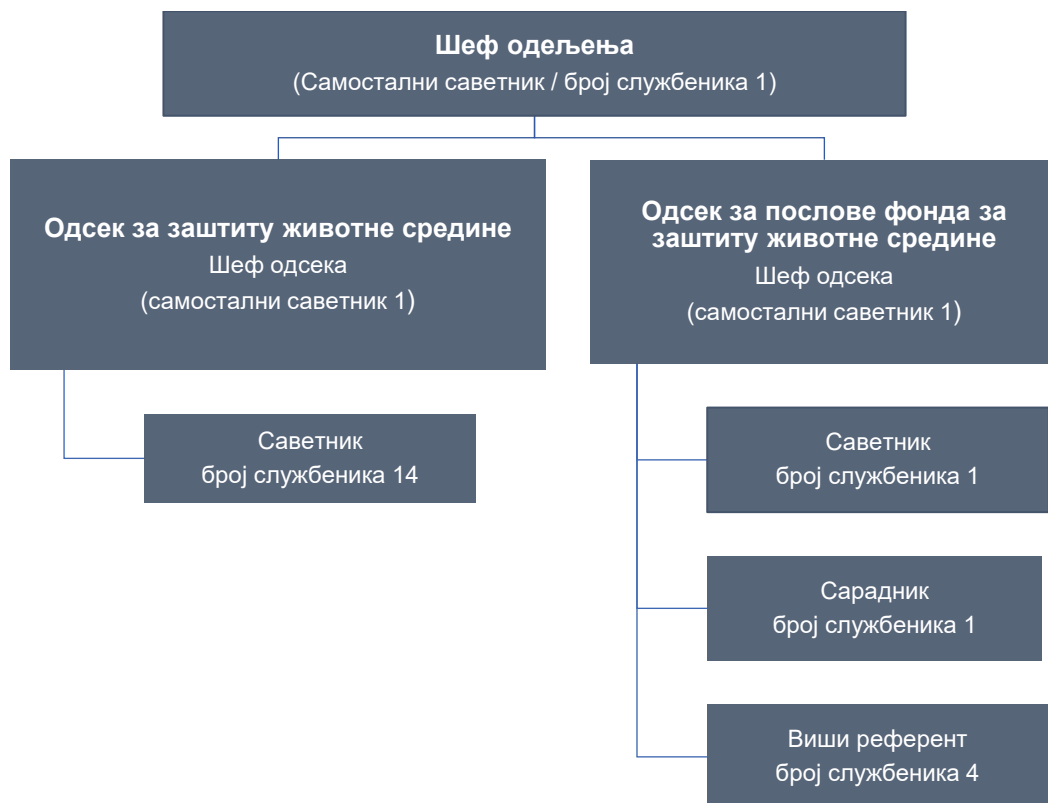 Шеф одељења
(Самостални саветник / број службеника 1)
Одсек за заштиту животне средине
Шеф одсека
(самостални саветник 1)
Одсек за послове фонда за
заштиту животне средине
Шеф одсека
(самостални саветник 1)
Саветник
број службеника 14
Саветник
број службеника 1
Сарадник
број службеника 1
Виши референт
број службеника 4